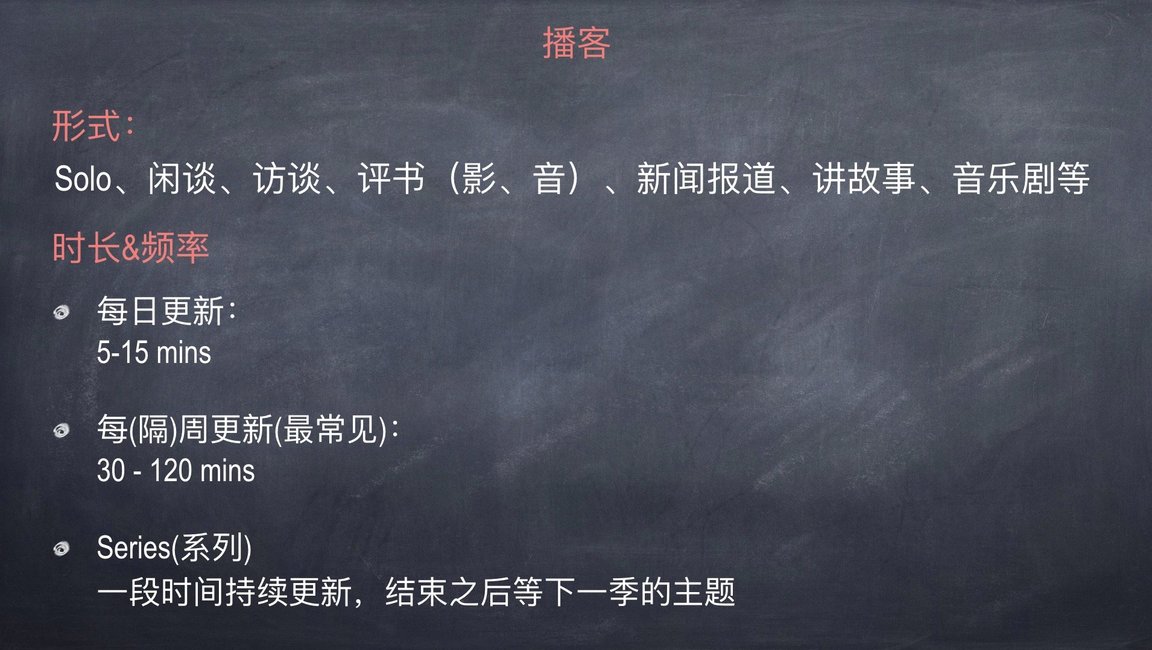 播客
形式：
Solo、闲谈、访谈、评书（影、音）、新闻报道、讲故事、音乐剧等
时长&频率
每日更新：
5-15 mins
每(隔)周更新(最常见)：
30 - 120 mins
Series(系列)
一段时间持续更新，结束之后等下一季的主题